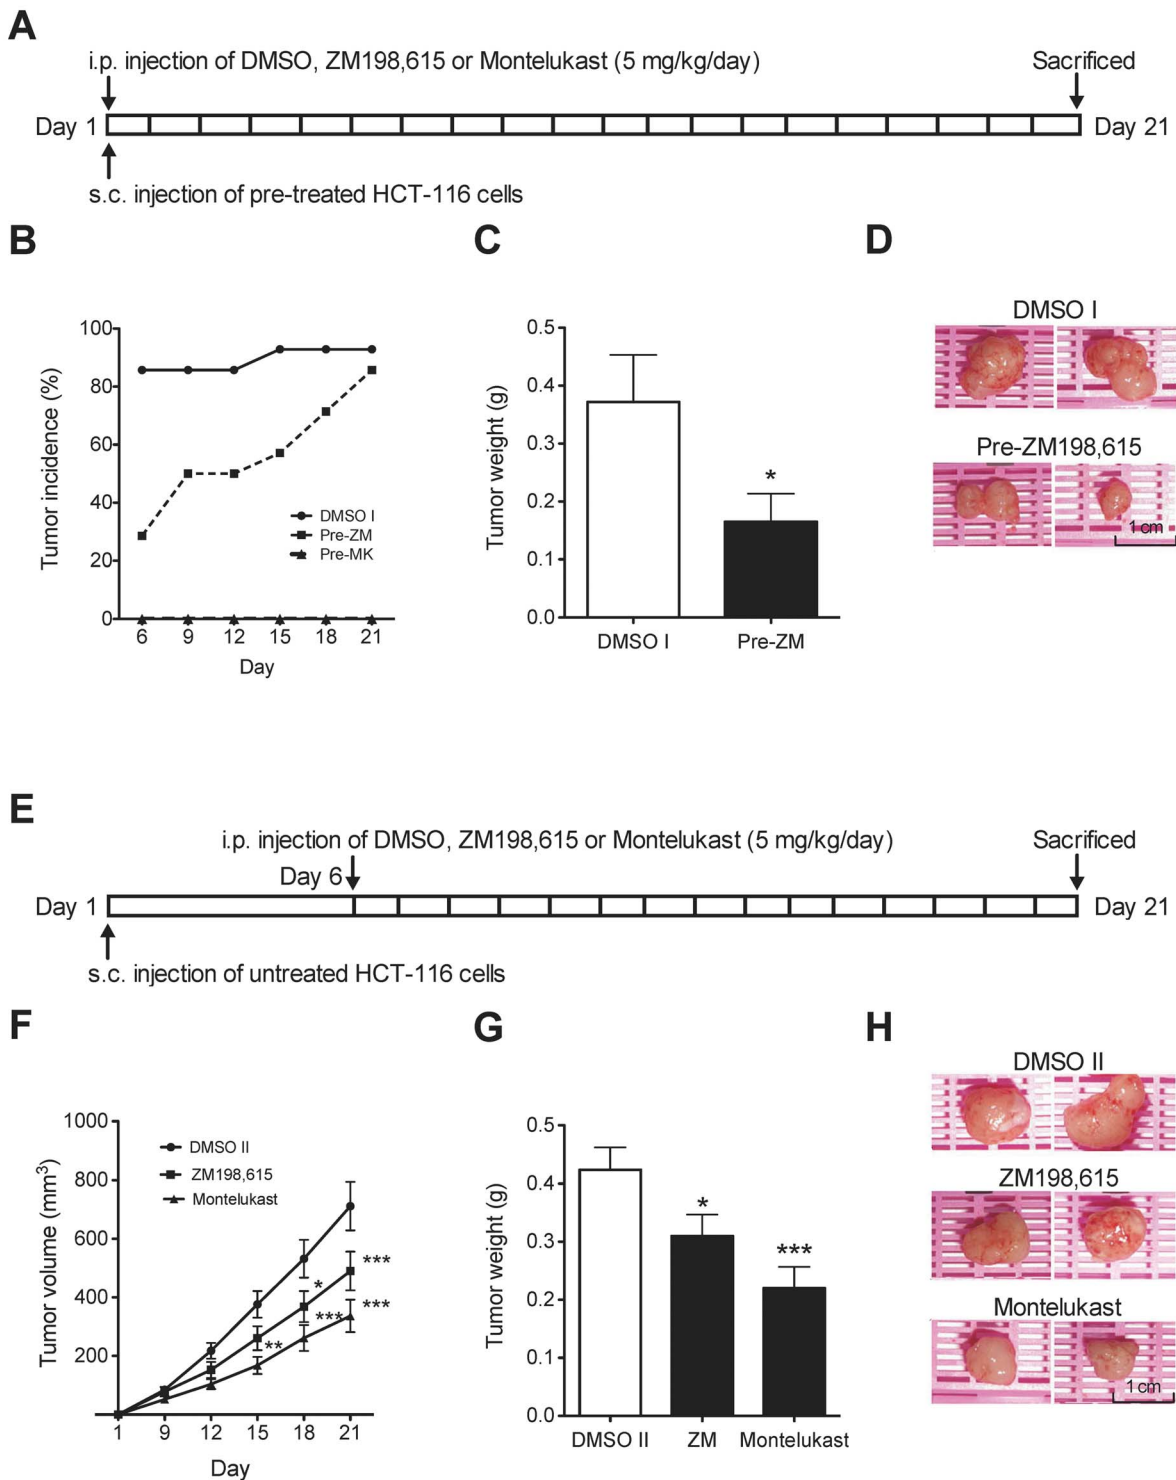 A
i.p. injection of DMSO, ZM198,615 or Montelukast (5 mg/kg/day)
Sacrificed
Day 1
Day 21
s.c. injection of pre-treated HCT-116 cells
B
Tumor incidence (%)
100
80
60
40
20
0
6 9 12 15 18 21
Day
DMSO I
Pre-ZM
Pre-MK
C
Tumor weight (g)
0.5
0.4
0.3
0.2
0.1
0.0
*
DMSO I Pre-ZM
D
DMSO I
Pre-ZM198,615
1 cm
E
i.p. injection of DMSO, ZM198,615 or Montelukast (5 mg/kg/day)
Sacrificed
Day 6
Day 1
Day 21
s.c. injection of untreated HCT-116 cells
F
Tumor volume (mm³)
1000
800
600
400
200
1 9 12 15 18 21
Day
DMSO II
ZM198,615
Montelukast
***
*
***
***
**
G
Tumor weight (g)
0.5
0.4
0.3
0.2
0.1
0.0
*
***
DMSO II ZM Montelukast
H
DMSO II
ZM198,615
Montelukast
1 cm